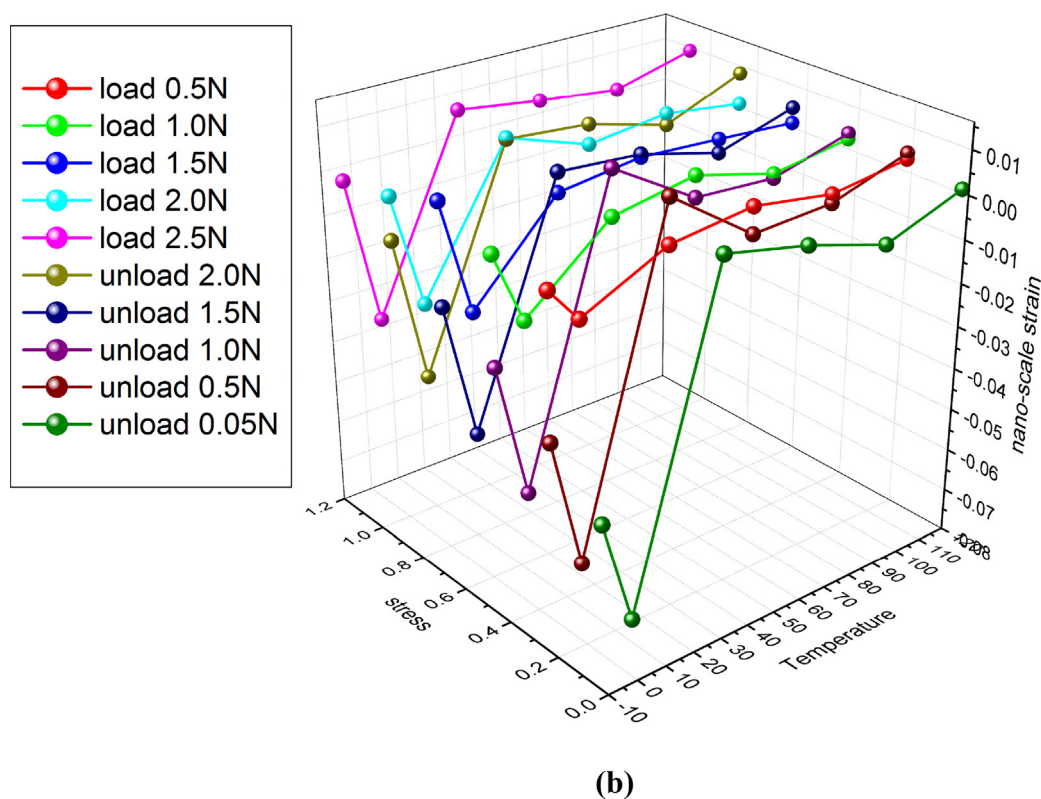 load 0.5N
load 1.0N
load 1.5N
load 2.0N
load 2.5N
unload 2.0N
unload 1.5N
unload 1.0N
unload 0.5N
unload 0.05N
0.01
0.00
-0.01
-0.02
-0.03
-0.04
-0.05
-0.06
-0.07
nano-scale strain
1.2
1.0
0.8
0.6
0.4
0.2
0.0
stress
-10
0
10
20
30
40
50
60
70
80
90
100
110
Temperature
(b)